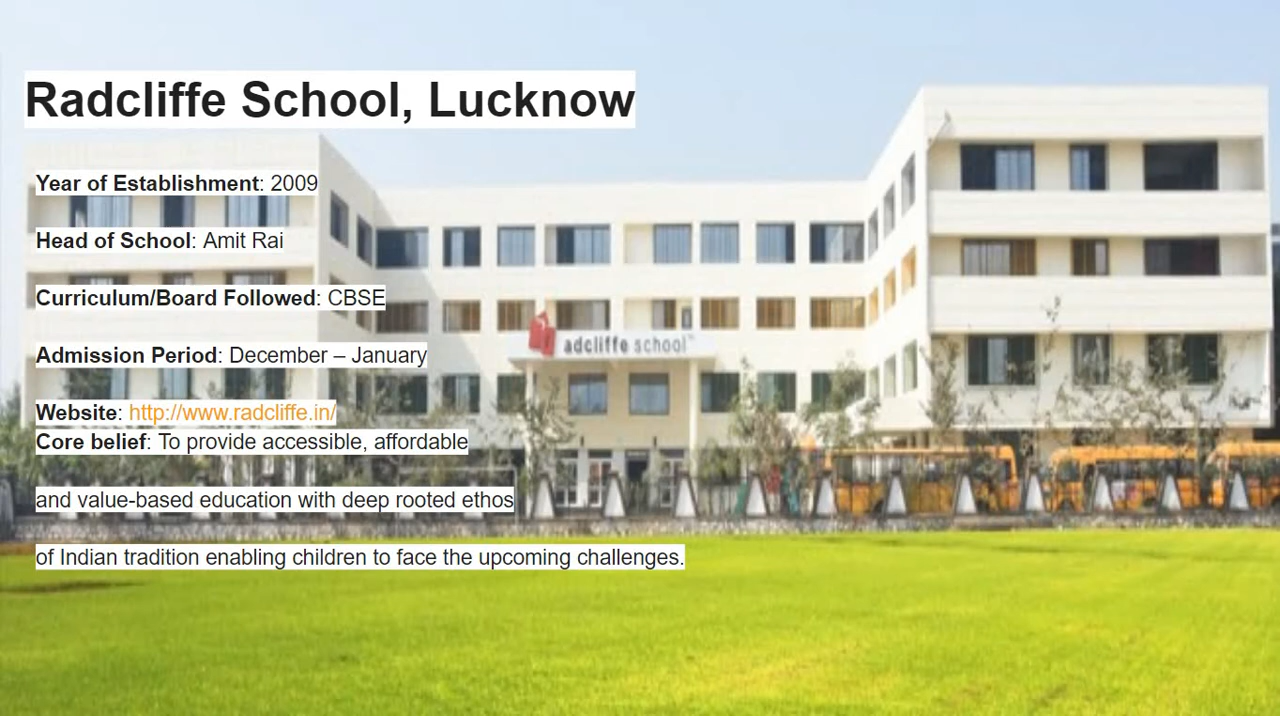 Radcliffe School, Lucknow
Year of Establishment: 2009
Head of School: Amit Rai
Curriculum/Board Followed: CBSE
Admission Period: December – January
Website: http://www.radcliffe.in/
Core belief: To provide accessible, affordable
and value-based education with deep rooted ethos
of Indian tradition enabling children to face the upcoming challenges.
adcliffe school™